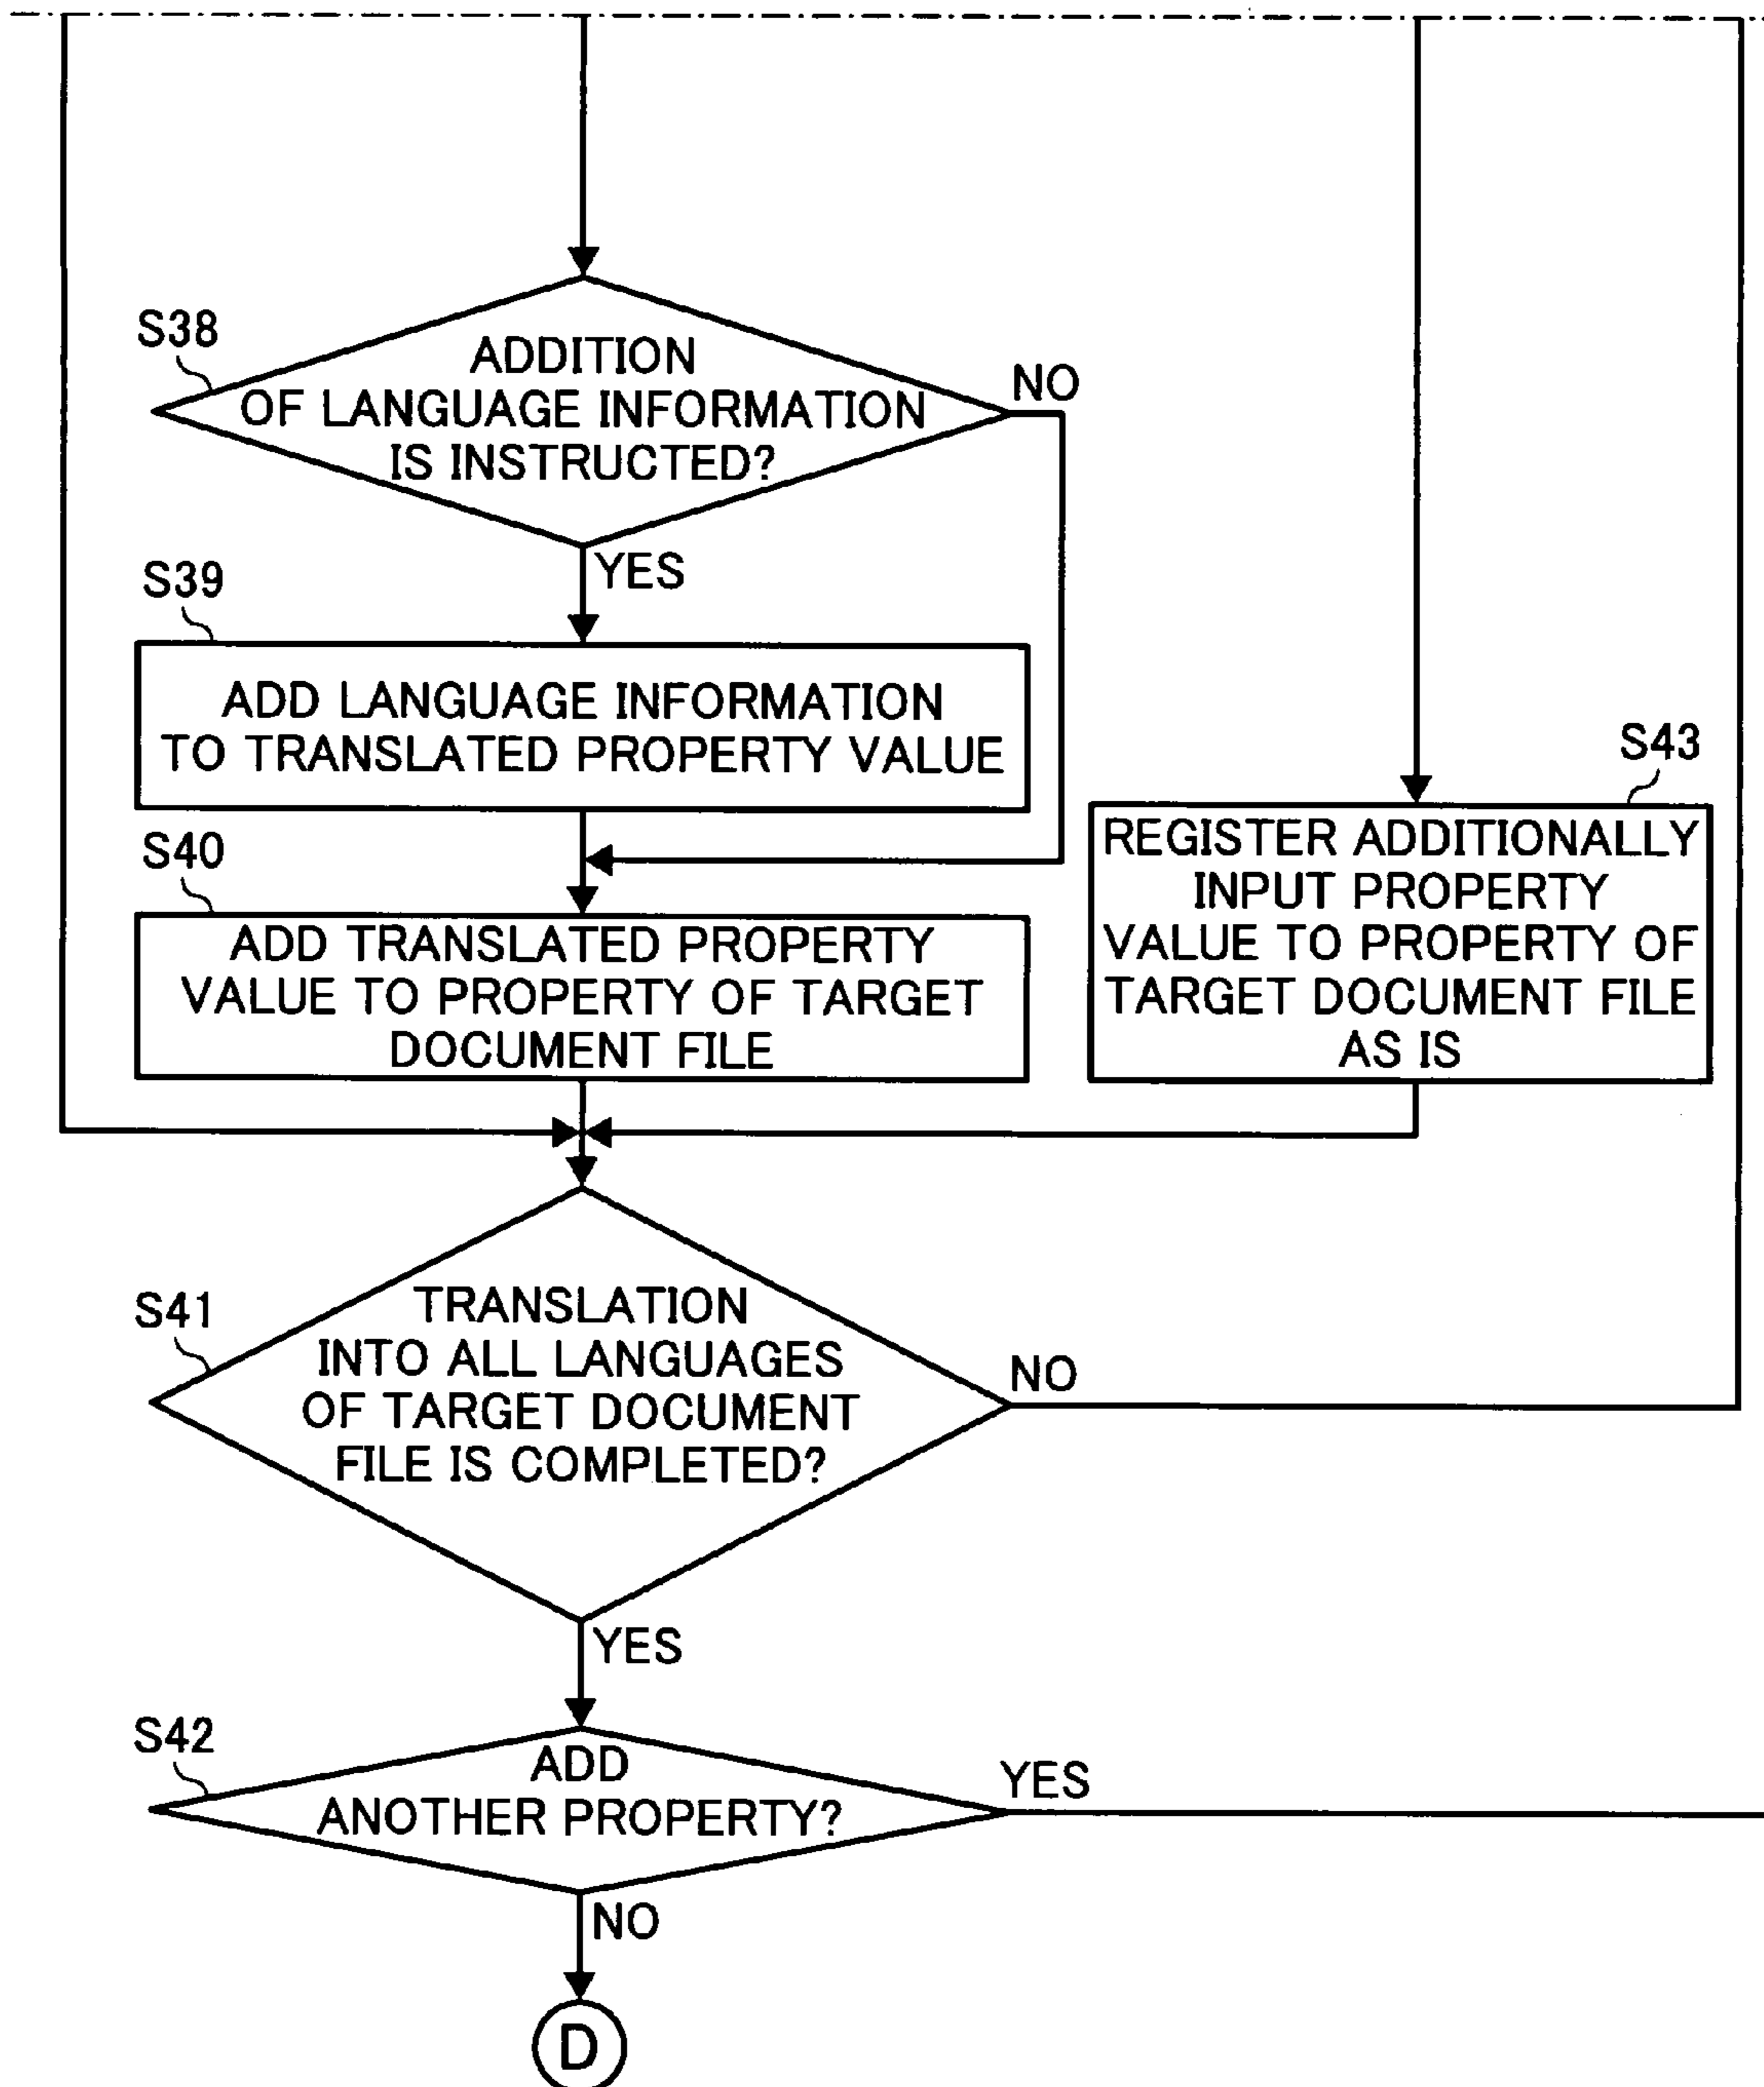 S38
ADDITION
OF LANGUAGE INFORMATION
IS INSTRUCTED?
NO
YES
S39
ADD LANGUAGE INFORMATION
TO TRANSLATED PROPERTY VALUE
S43
REGISTER ADDITIONALLY
INPUT PROPERTY
VALUE TO PROPERTY OF
TARGET DOCUMENT FILE
AS IS
S40
ADD TRANSLATED PROPERTY
VALUE TO PROPERTY OF TARGET
DOCUMENT FILE
S41
TRANSLATION
INTO ALL LANGUAGES
OF TARGET DOCUMENT
FILE IS COMPLETED?
NO
YES
S42
ADD
ANOTHER PROPERTY?
YES
NO
D